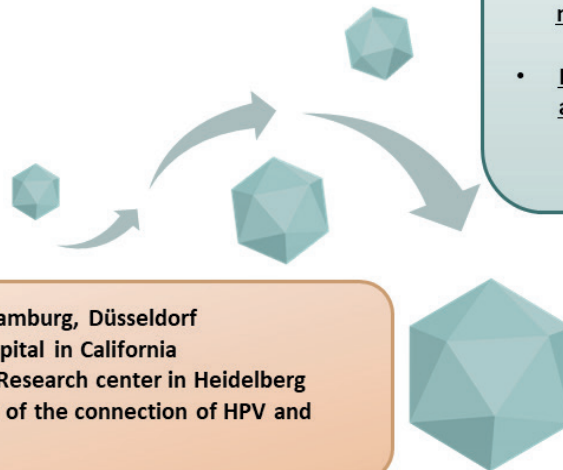 amburg, Düsseldorf
pital in California
Research center in Heidelberg
of the connection of HPV and